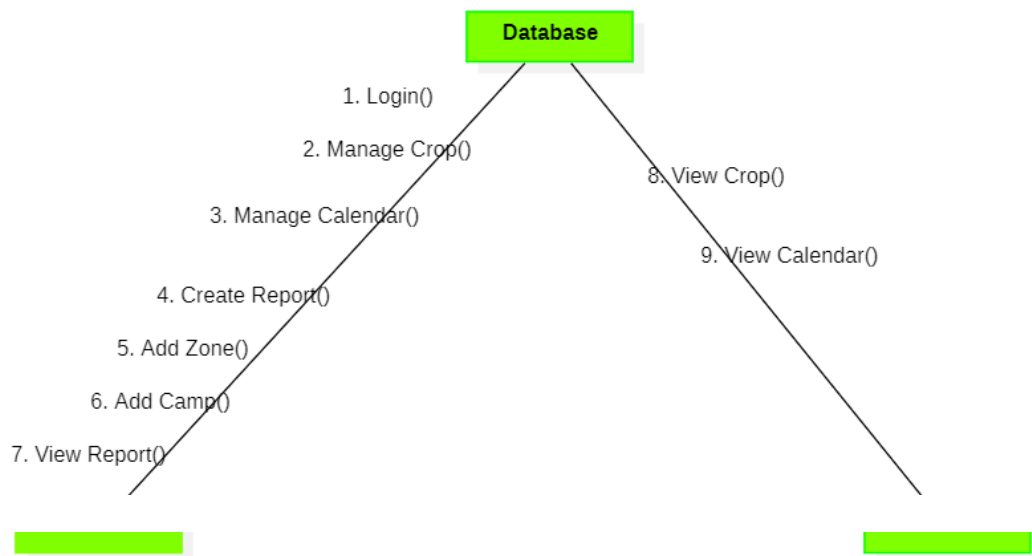 Database
1. Login()
2. Manage Crop()
3. Manage Calendar()
4. Create Report()
5. Add Zone()
6. Add Camp()
7. View Report()
8. View Crop()
9. View Calendar()